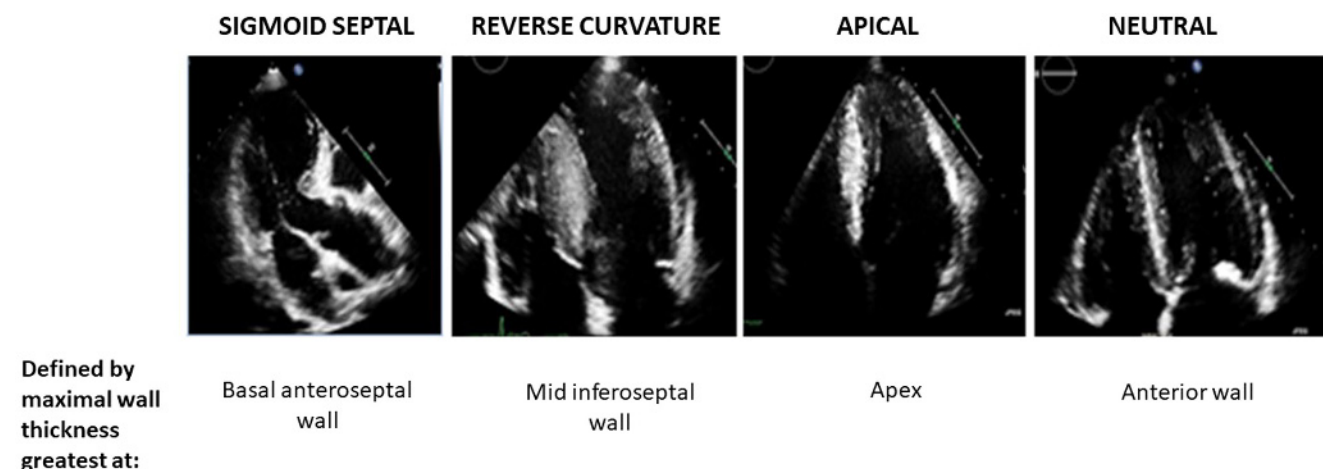 SIGMOID SEPTAL
REVERSE CURVATURE
APICAL
NEUTRAL
Defined by
maximal wall
thickness
greatest at:
Basal anteroseptal
wall
Mid inferoseptal
wall
Apex
Anterior wall